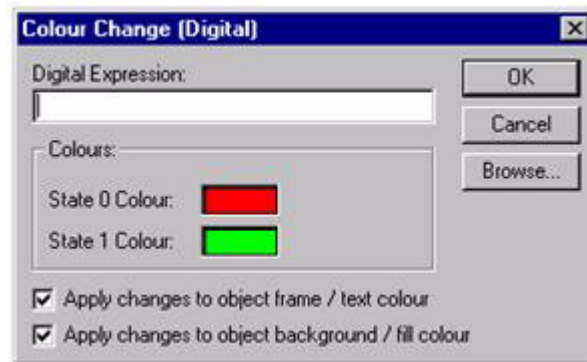 Colour Change (Digital)
Digital Expression:
OK
Cancel
Browse...
Colours:
State 0 Colour:
State 1 Colour:
Apply changes to object frame / text colour
Apply changes to object background / fill colour